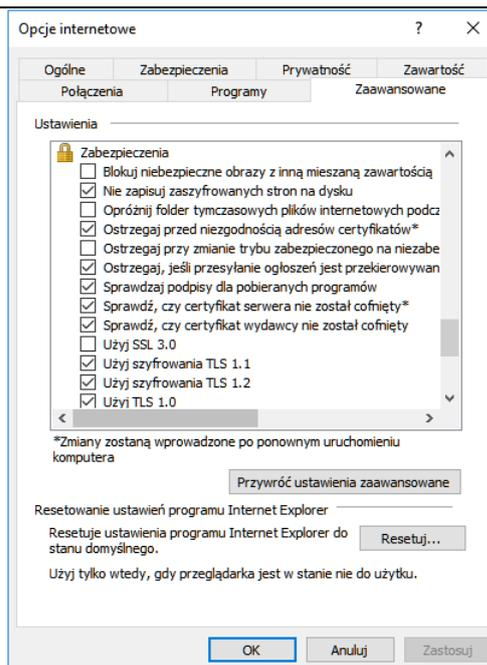 Opcje internetowe
Ogólne Zabezpieczenia Prywatność Zawartość
Połączenia Programy Zaawansowane
Ustawienia
Zabezpieczenia
Blokuj niebezpieczne obrazy z inną mieszaną zawartością
Nie zapisuj zaszyfrowanych stron na dysku
Opróżnij folder tymczasowych plików internetowych podcz
Ostrzegaj przed niezgodnością adresów certyfikatów*
Ostrzegaj przy zmianie trybu zabezpieczonego na niezabe
Ostrzegaj, jeśli przesyłanie ogłoszeń jest przekierowywan
Sprawdzaj podpisy dla pobieranych programów
Sprawdź, czy certyfikat serwera nie został cofnięty*
Sprawdź, czy certyfikat wydawcy nie został cofnięty
Użyj SSL 3.0
Użyj szyfrowania TLS 1.1
Użyj szyfrowania TLS 1.2
Użyj TLS 1.0
*Zmiany zostaną wprowadzone po ponownym uruchomieniu
komputera
Przywróć ustawienia zaawansowane
Resetowanie ustawień programu Internet Explorer
Resetuje ustawienia programu Internet Explorer do
stanu domyślnego.
Resetuj...
Użyj tylko wtedy, gdy przeglądarka jest w stanie nie do użytku.
OK Anuluj Zastosuj